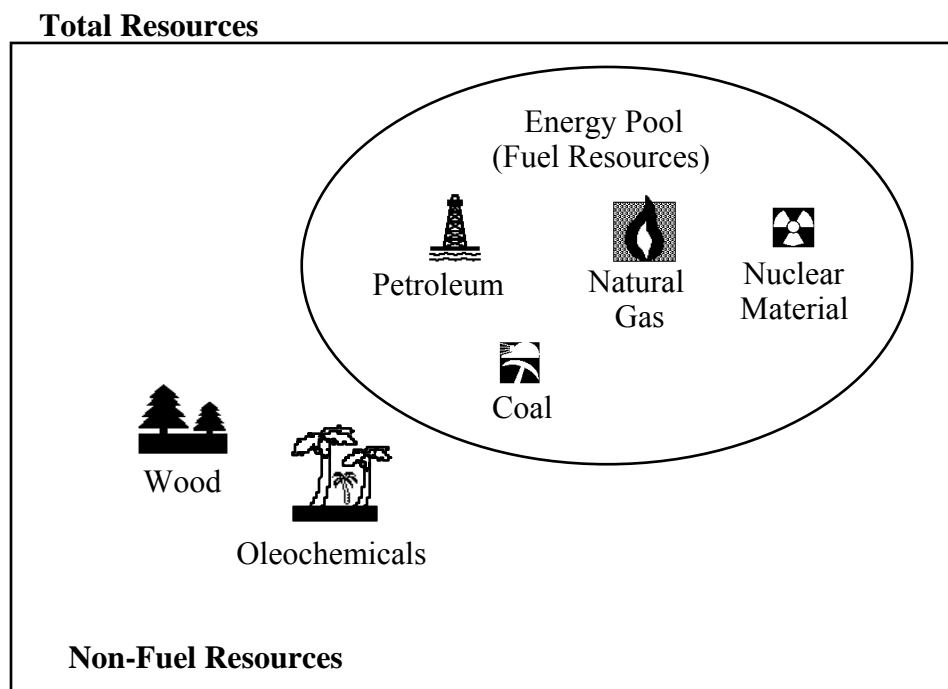 Total Resources
Energy Pool
(Fuel Resources)
Petroleum
Natural
Gas
Nuclear
Material
Coal
Wood
Oleochemicals
Non-Fuel Resources